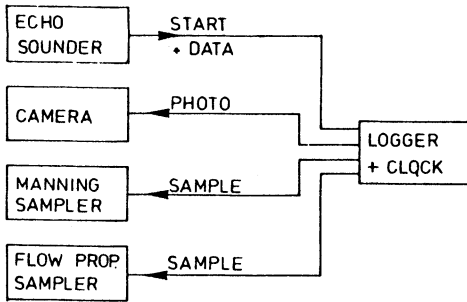 ECHO
SOUNDER
START
+ DATA
CAMERA
PHOTO
LOGGER
+ CLOCK
MANNING
SAMPLER
SAMPLE
FLOW PROP.
SAMPLER
SAMPLE